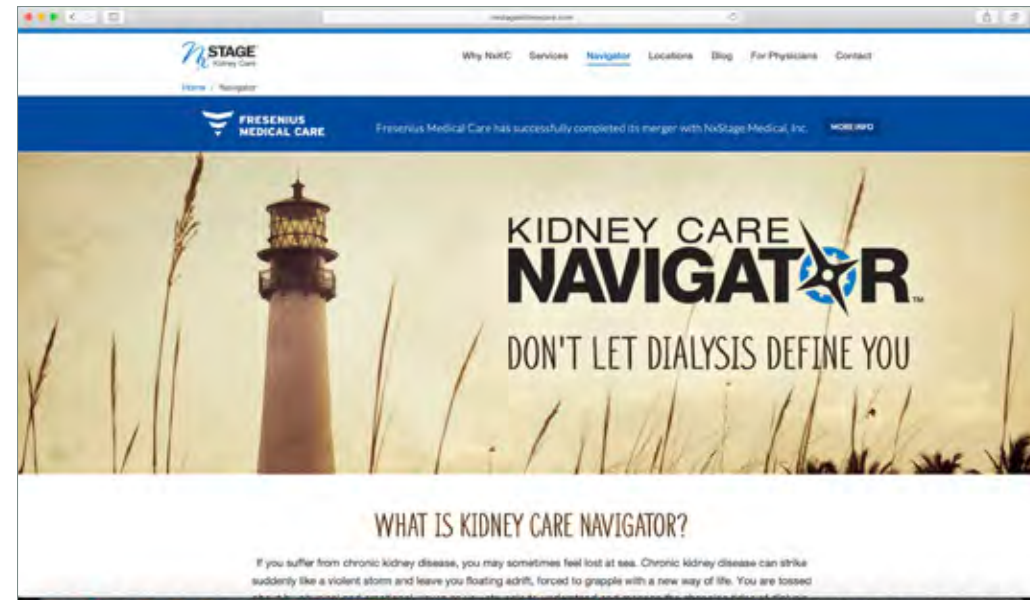 nxstagekidneycare.com
NxSTAGE
Kidney Care
Why NxKC Services Navigator Locations Blog For Physicians Contact
Home / Navigator
FRESENIUS
MEDICAL CARE
Fresenius Medical Care has successfully completed its merger with NxStage Medical, Inc. MORE INFO
KIDNEY CARE
NAVIGATOR™
DON'T LET DIALYSIS DEFINE YOU
WHAT IS KIDNEY CARE NAVIGATOR?
If you suffer from chronic kidney disease, you may sometimes feel lost at sea. Chronic kidney disease can strike
suddenly like a violent storm and leave you floating adrift, forced to grapple with a new way of life. You are tossed